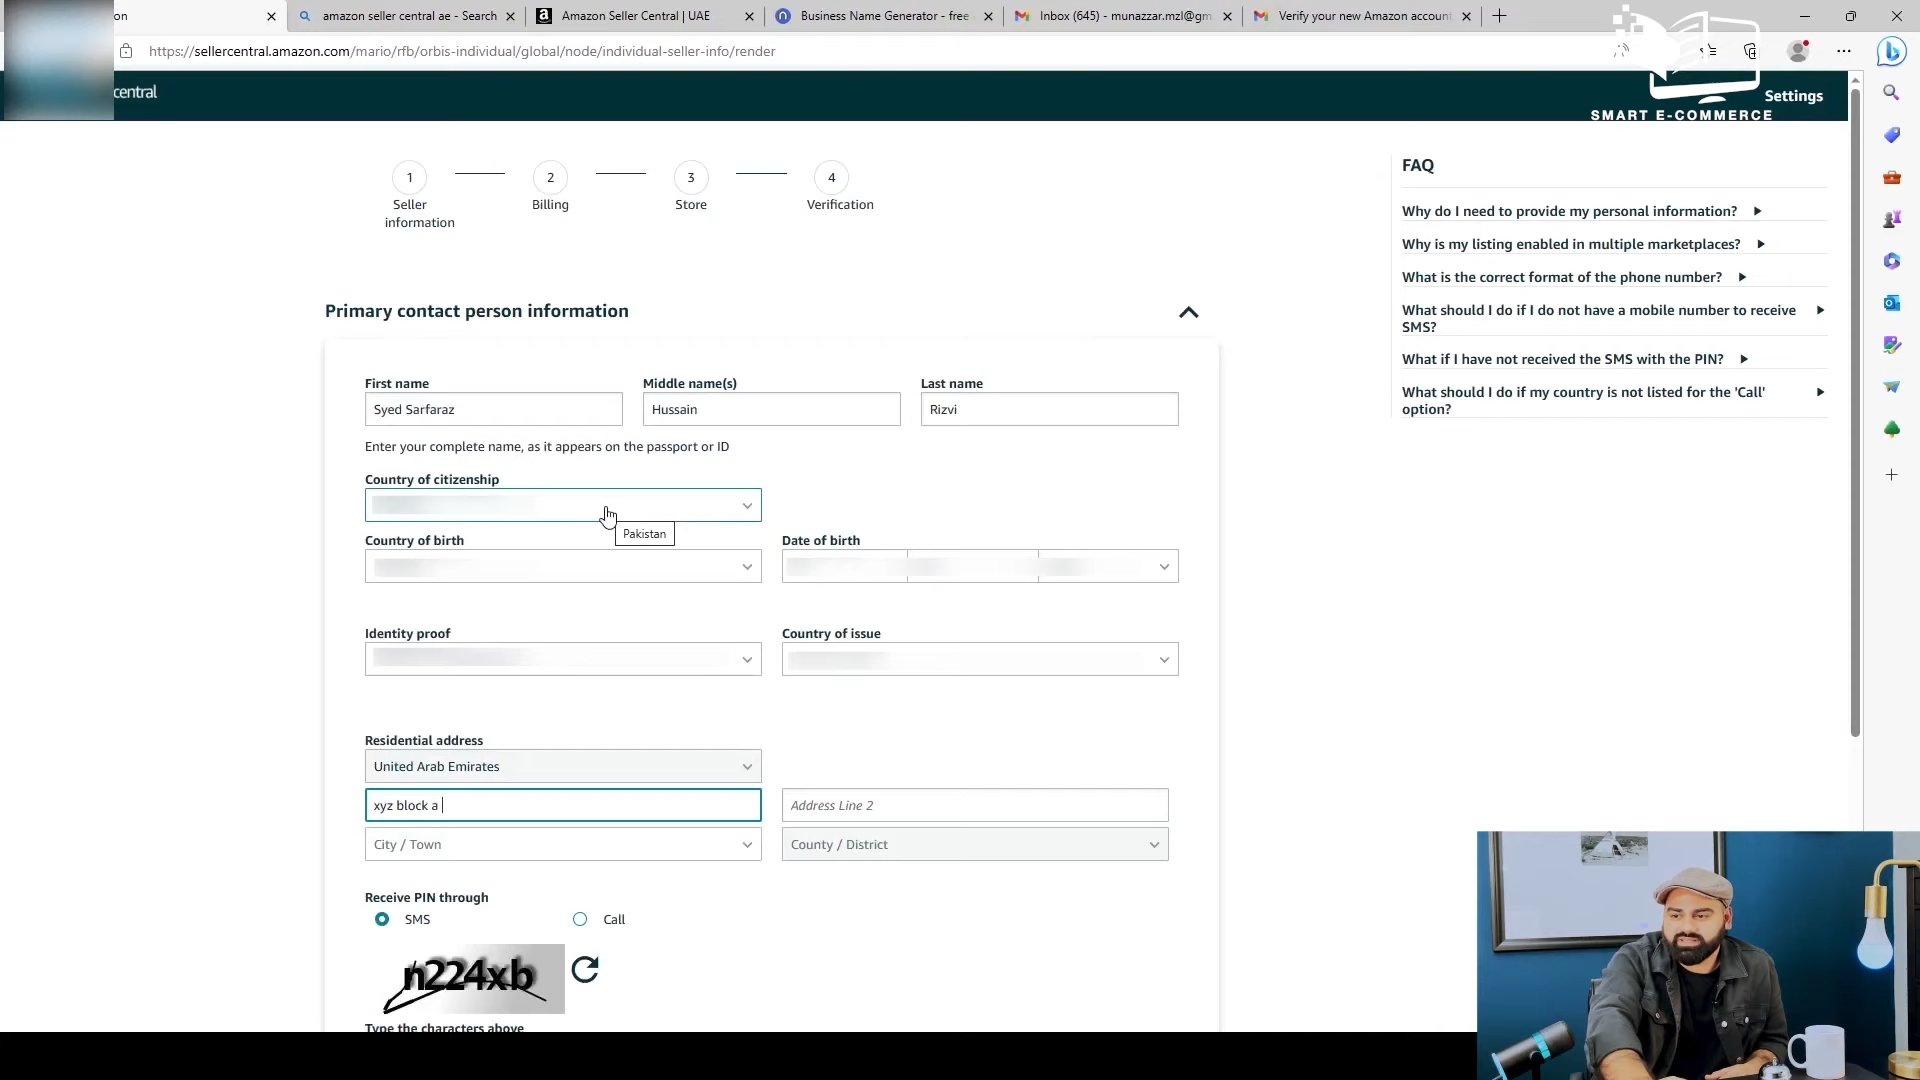 on
amazon seller central ae - Search
Amazon Seller Central | UAE
Business Name Generator - free
Inbox (645) - munazzar.mzl@gm
Verify your new Amazon account
https://sellercentral.amazon.com/mario/rfb/orbis-individual/global/node/individual-seller-info/render
central
Settings
SMART E-COMMERCE
1
2
3
4
Seller information
Billing
Store
Verification
FAQ
Why do I need to provide my personal information?
Why is my listing enabled in multiple marketplaces?
What is the correct format of the phone number?
What should I do if I do not have a mobile number to receive
SMS?
What if I have not received the SMS with the PIN?
What should I do if my country is not listed for the 'Call'
option?
Primary contact person information
First name
Middle name(s)
Last name
Syed Sarfaraz
Hussain
Rizvi
Enter your complete name, as it appears on the passport or ID
Country of citizenship
Pakistan
Country of birth
Date of birth
Identity proof
Country of issue
Residential address
United Arab Emirates
xyz block a
Address Line 2
City / Town
County / District
Receive PIN through
SMS
Call
n224xb
Type the characters above